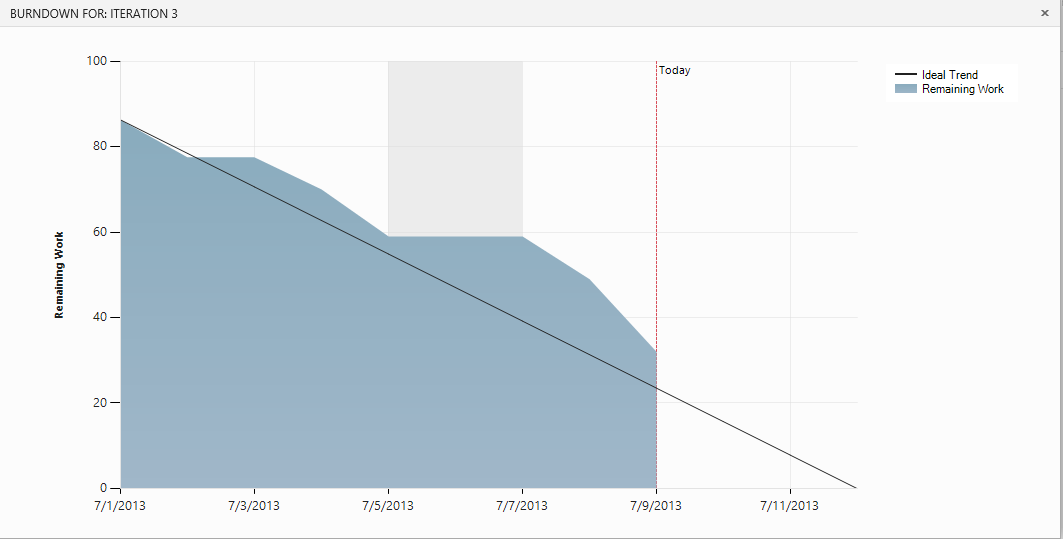 BURNDOWN FOR: ITERATION 3
×
100
Today
Ideal Trend
Remaining Work
80
60
Remaining Work
40
20
0
7/1/2013 7/3/2013 7/5/2013 7/7/2013 7/9/2013 7/11/2013